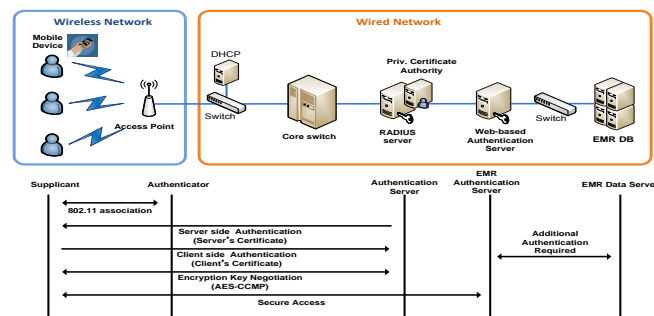 Wireless Network
Wired Network
Mobile
Device
DHCP
Priv. Certificate
Authority
Access Point
Switch
Core switch
RADIUS
server
Web-based
Authentication
Server
Switch
EMR DB
Supplicant
Authenticator
Authentication
Server
EMR
Authentication
Server
EMR Data Server
802.11 association
Server side Authentication
(Server's Certificate)
Client side Authentication
(Client's Certificate)
Encryption Key Negotiation
(AES-CCMP)
Secure Access
Additional
Authentication
Required